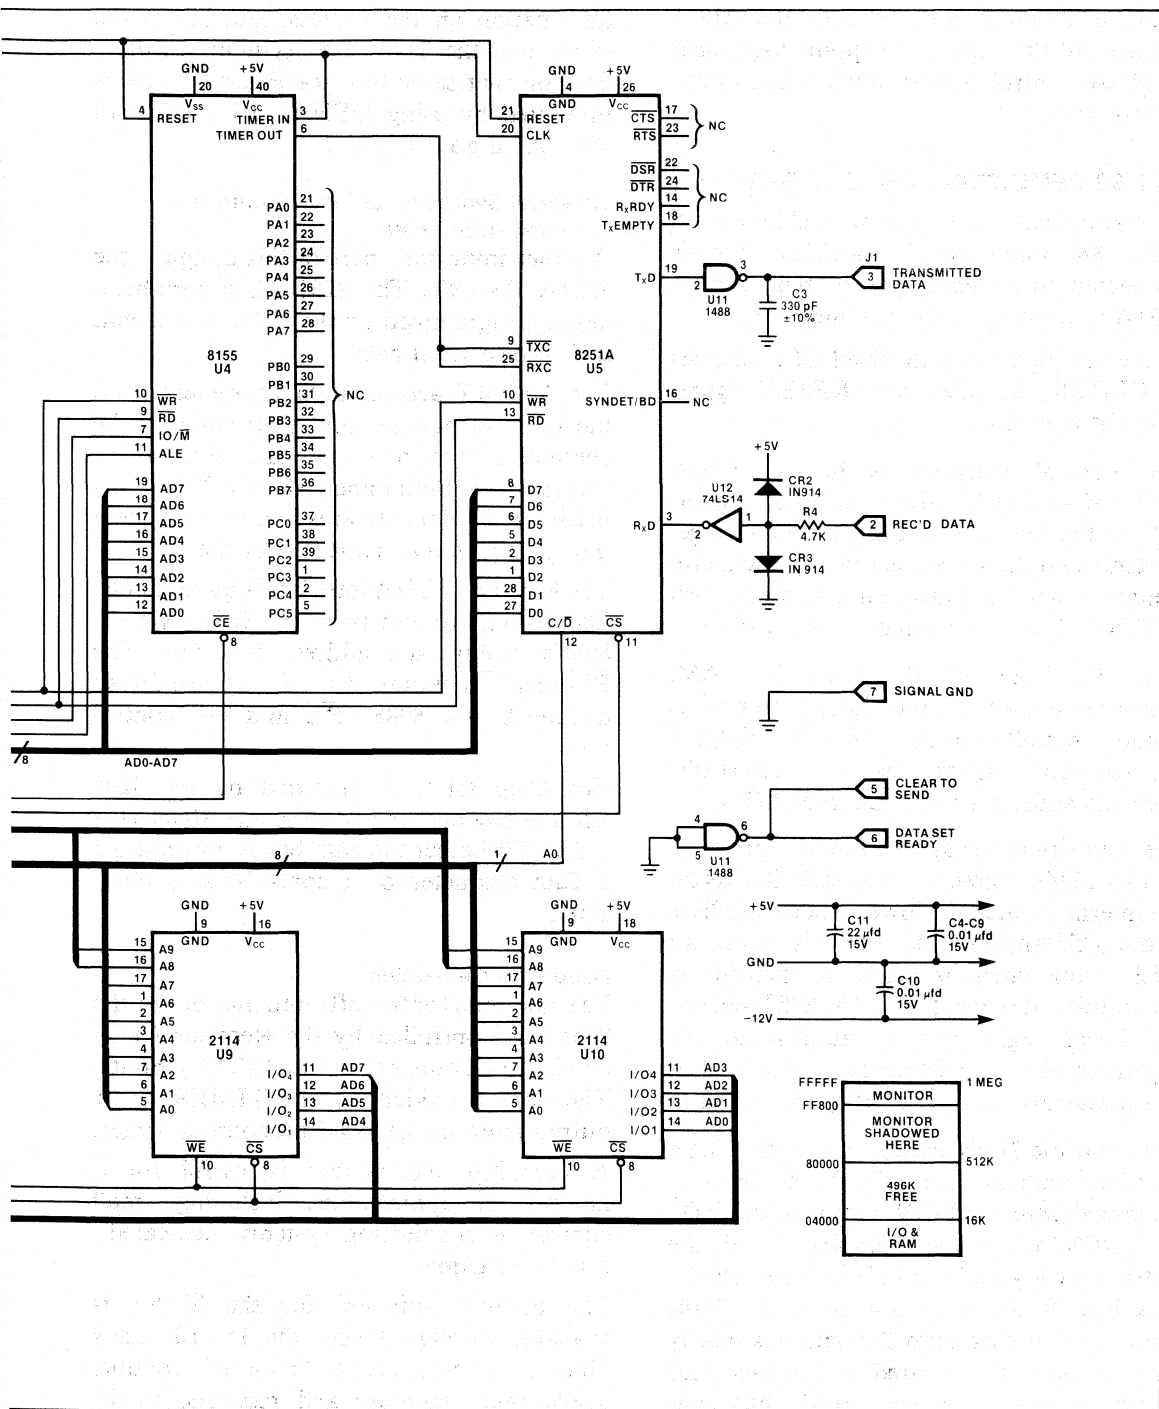 GND
20
+5V
40
4
RESET
VSS
VCC
3
TIMER IN
6
TIMER OUT
21
PA0
22
PA1
23
PA2
24
PA3
25
PA4
26
PA5
27
PA6
28
PA7
8155
U4
29
PB0
30
PB1
31
PB2
32
PB3
33
PB4
34
PB5
35
PB6
36
PB7
NC
37
PC0
38
PC1
39
PC2
1
PC3
2
PC4
5
PC5
10
WR
9
RD
7
IO/M
11
ALE
19
AD7
18
AD6
17
AD5
16
AD4
15
AD3
14
AD2
13
AD1
12
AD0
CE
8
GND
4
+5V
26
21
RESET
GND
VCC
20
CLK
17
CTS
23
RTS
NC
22
DSR
24
DTR
14
RXRDY
18
TXEMPTY
NC
19
TXD
2
3
U11
1488
C3
330 pF
±10%
J1
3
TRANSMITTED
DATA
9
TXC
25
RXC
8251A
U5
10
WR
13
RD
16
SYNDET/BD
NC
8
D7
7
D6
6
D5
5
D4
2
D3
1
D2
28
D1
27
D0
C/D
12
CS
11
3
RXD
2
U12
74LS14
1
+5V
CR2
IN914
R4
4.7K
2
REC'D DATA
CR3
IN 914
7
SIGNAL GND
5
CLEAR TO
SEND
4
5
6
U11
1488
6
DATA SET
READY
8
AD0-AD7
8
1
A0
GND
9
+5V
16
GND
VCC
15
A9
16
A8
17
A7
1
A6
2
A5
3
A4
4
A3
7
A2
6
A1
5
A0
2114
U9
11
I/O4
AD7
12
I/O3
AD6
13
I/O2
AD5
14
I/O1
AD4
WE
10
CS
8
GND
9
+5V
18
GND
VCC
15
A9
16
A8
17
A7
1
A6
2
A5
3
A4
4
A3
7
A2
6
A1
5
A0
2114
U10
11
I/O4
AD3
12
I/O3
AD2
13
I/O2
AD1
14
I/O1
AD0
WE
10
CS
8
+5V
C11
22 µfd
15V
C4-C9
0.01 µfd
15V
GND
C10
0.01 µfd
15V
−12V
FFFFF
1 MEG
MONITOR
FF800
MONITOR
SHADOWED
HERE
80000
512K
496K
FREE
04000
16K
I/O &
RAM